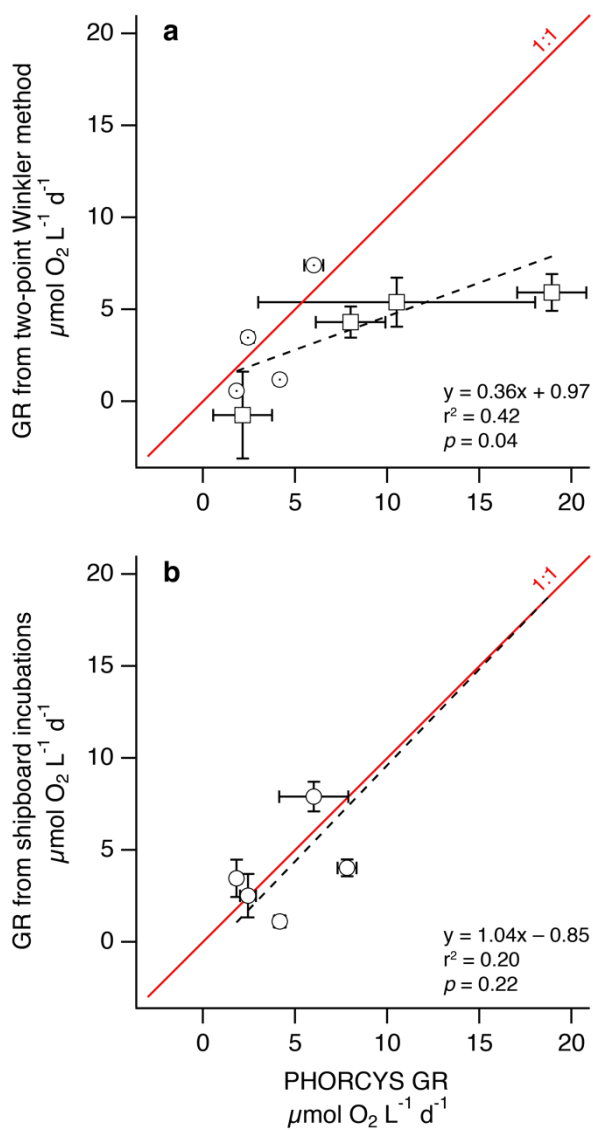 a
1:1
20
15
10
5
0
GR from two-point Winkler method
µmol O₂ L⁻¹ d⁻¹
y = 0.36x + 0.97
r² = 0.42
p = 0.04
0 5 10 15 20
b
1:1
20
15
10
5
0
GR from shipboard incubations
µmol O₂ L⁻¹ d⁻¹
y = 1.04x – 0.85
r² = 0.20
p = 0.22
0 5 10 15 20
PHORCYS GR
µmol O₂ L⁻¹ d⁻¹